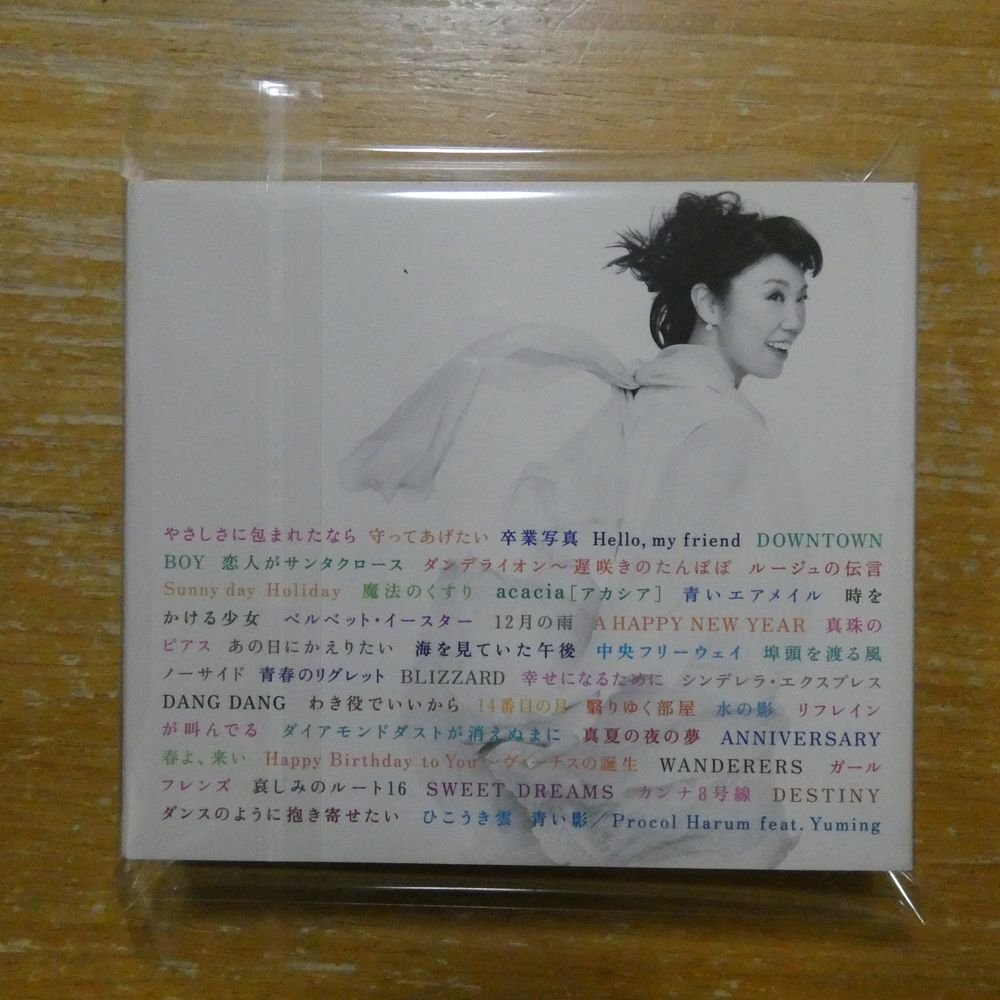 やさしさに包まれたなら 守ってあげたい 卒業写真 Hello, my friend DOWNTOWN
BOY 恋人がサンタクロース ダンデライオン〜遅咲きのたんぽぽ ルージュの伝言
Sunny day Holiday 魔法のくすり acacia[アカシア] 青いエアメイル 時を
かける少女 ベルベット・イースター 12月の雨 A HAPPY NEW YEAR 真珠の
ピアス あの日にかえりたい 海を見ていた午後 中央フリーウェイ 埠頭を渡る風
ノーサイド 青春のリグレット BLIZZARD 幸せになるために シンデレラ・エクスプレス
DANG DANG わき役でいいから 14番目の月 翳りゆく部屋 水の影 リフレイン
が叫んでる ダイアモンドダストが消えぬまに 真夏の夜の夢 ANNIVERSARY
春よ、来い Happy Birthday to You〜ヴィーナスの誕生 WANDERERS ガール
フレンズ 哀しみのルート16 SWEET DREAMS カンナ8号線 DESTINY
ダンスのように抱き寄せたい ひこうき雲 青い影/Procol Harum feat. Yuming